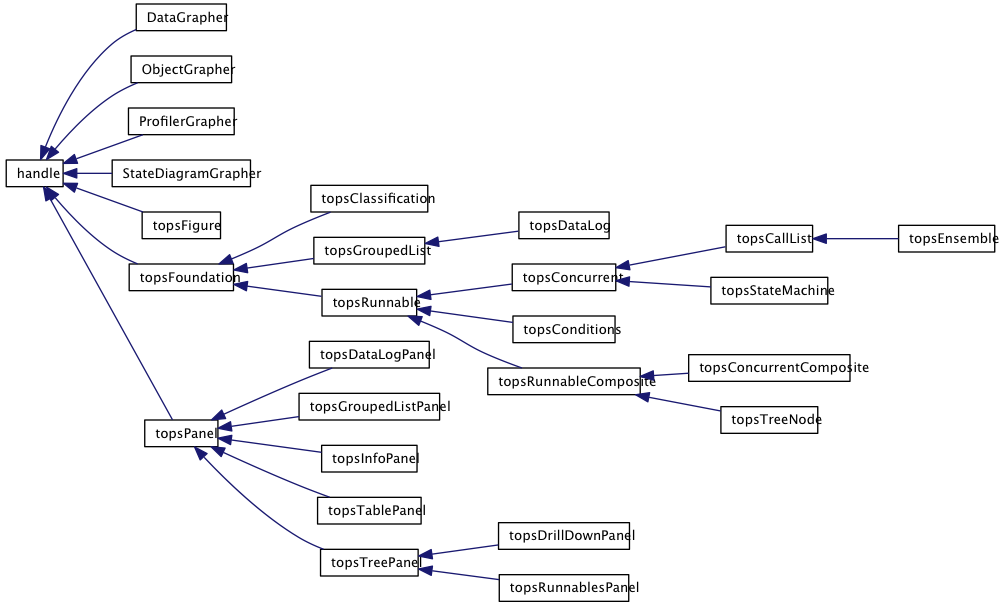 DataGrapher
ObjectGrapher
ProfilerGrapher
handle
StateDiagramGrapher
topsClassification
topsFigure
topsDataLog
topsGroupedList
topsCallList
topsEnsemble
topsFoundation
topsConcurrent
topsRunnable
topsStateMachine
topsConditions
topsDataLogPanel
topsRunnableComposite
topsConcurrentComposite
topsGroupedListPanel
topsTreeNode
topsPanel
topsInfoPanel
topsTablePanel
topsDrillDownPanel
topsTreePanel
topsRunnablesPanel